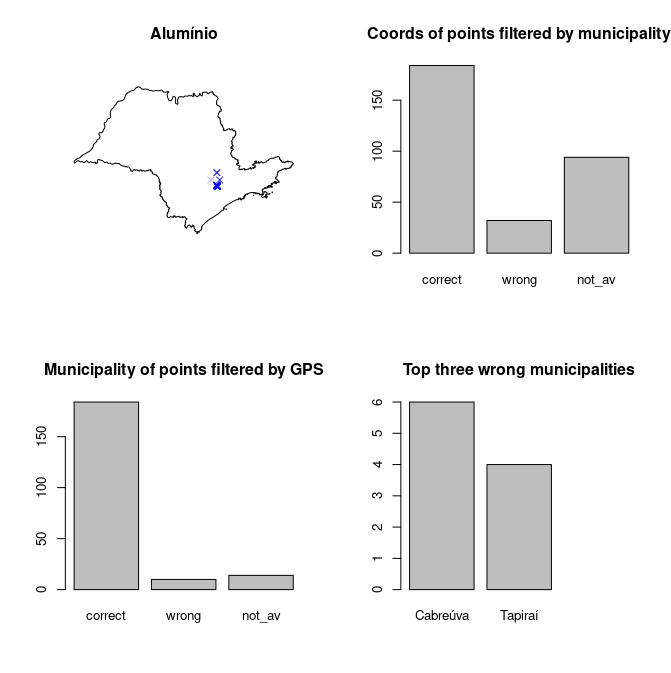 Alumínio
Coords of points filtered by municipality
150
100
50
0
correct wrong not_av
Municipality of points filtered by GPS
150
100
50
0
correct wrong not_av
Top three wrong municipalities
6
5
4
3
2
1
0
Cabreúva Tapiraí